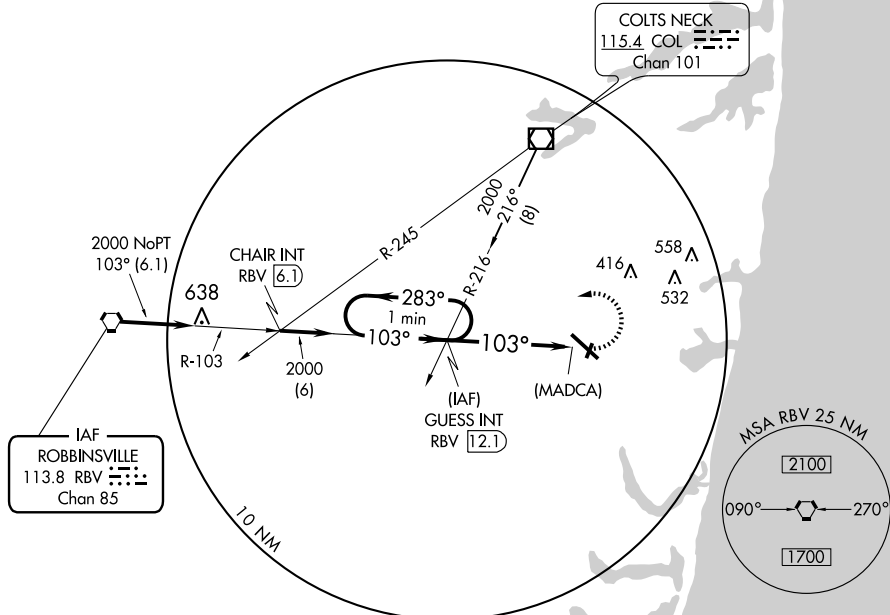 COLTS NECK
115.4 COL
Chan 101
2000
216°
(8)
R-245
R-216
2000 NoPT
103° (6.1)
CHAIR INT
RBV 6.1
638
416
558
532
283°
1 min
103°
103°
R-103
2000
(6)
(IAF)
GUESS INT
RBV 12.1
(MADCA)
IAF
ROBBINSVILLE
113.8 RBV
Chan 85
10 NM
MSA RBV 25 NM
2100
090°
270°
1700